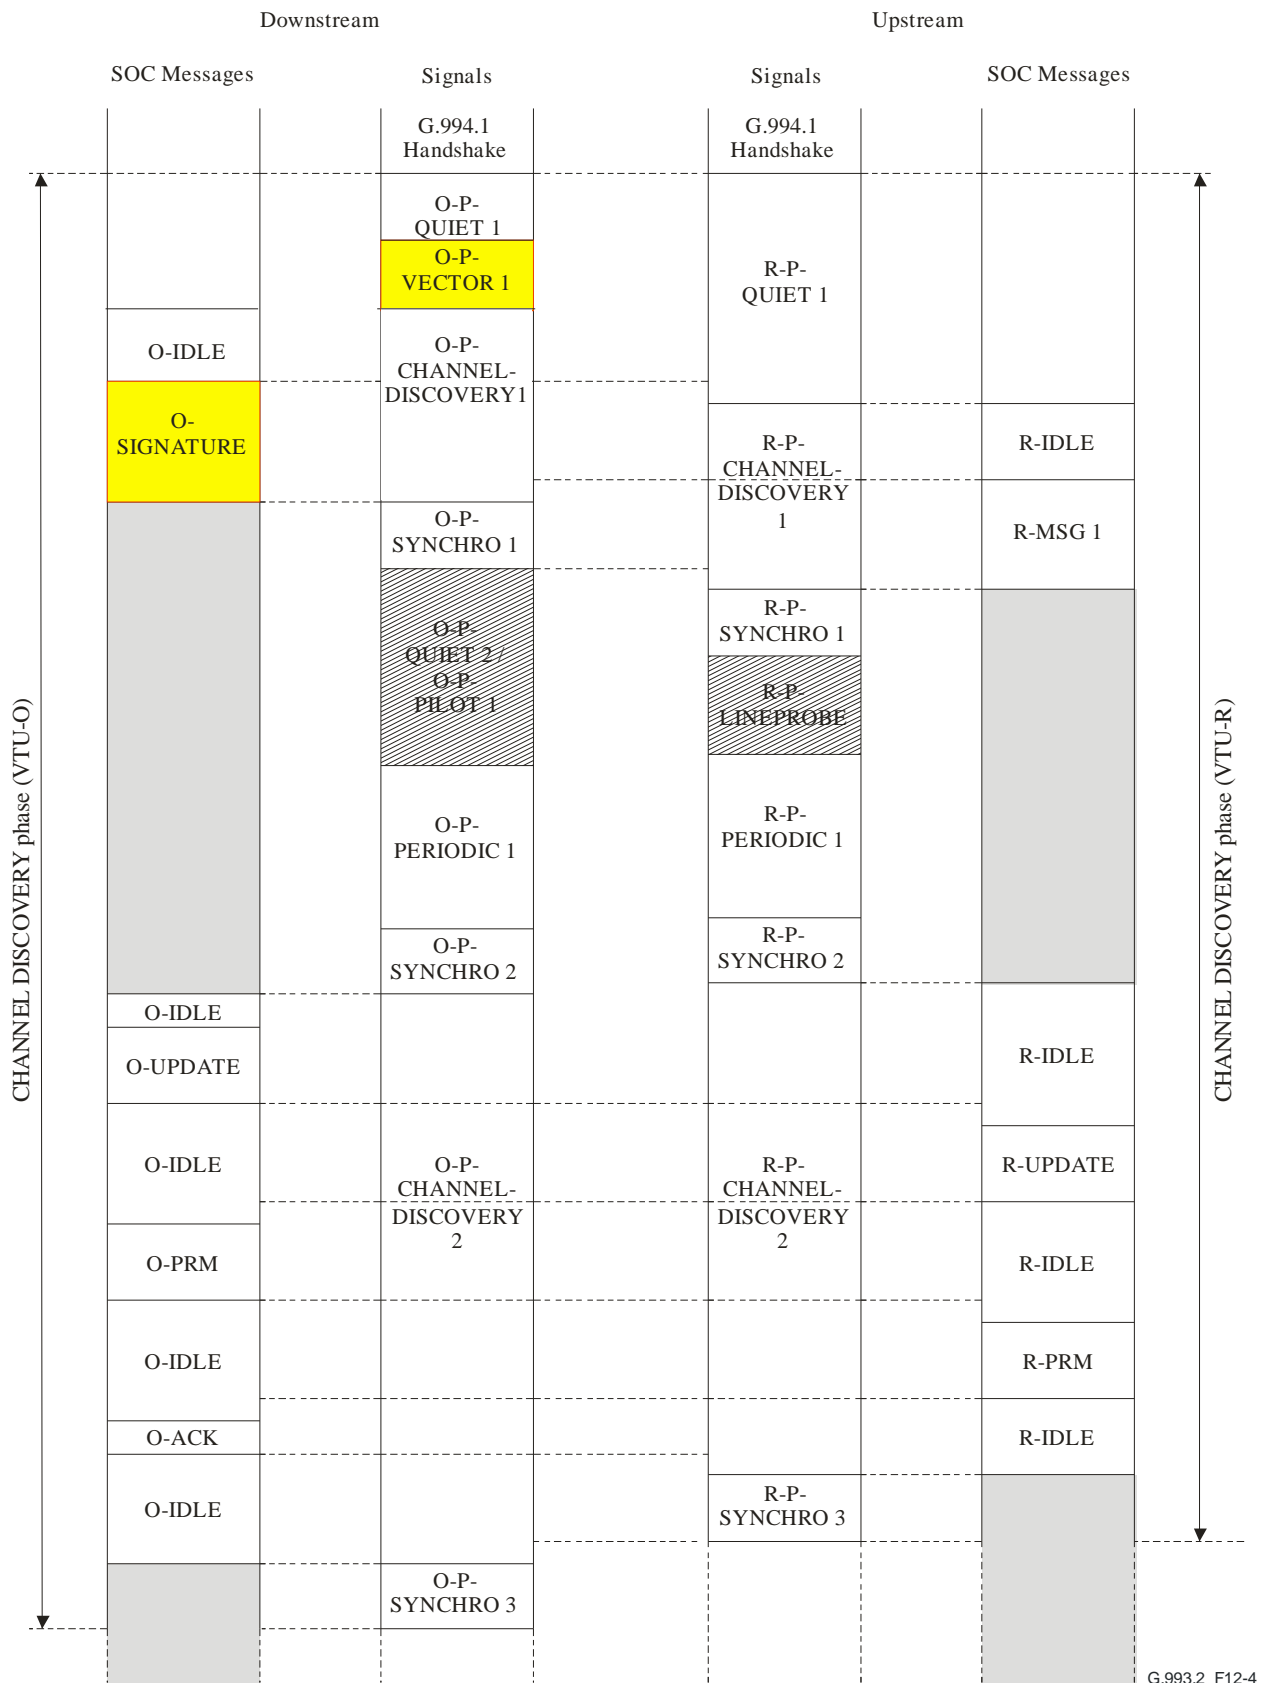 Downstream
Upstream
SOC Messages
Signals
Signals
SOC Messages
G.994.1
Handshake
G.994.1
Handshake
O-P-
QUIET 1
O-P-
VECTOR 1
R-P-
QUIET 1
O-IDLE
O-P-
CHANNEL-
DISCOVERY1
O-
SIGNATURE
R-P-
CHANNEL-
DISCOVERY
1
R-IDLE
O-P-
SYNCHRO 1
R-MSG 1
O-P-
QUIET 2 /
O-P-
PILOT 1
R-P-
SYNCHRO 1
R-P-
LINEPROBE
O-P-
PERIODIC 1
R-P-
PERIODIC 1
O-P-
SYNCHRO 2
R-P-
SYNCHRO 2
CHANNEL DISCOVERY phase (VTU-O)
CHANNEL DISCOVERY phase (VTU-R)
O-IDLE
O-UPDATE
R-IDLE
O-IDLE
O-P-
CHANNEL-
DISCOVERY
2
R-P-
CHANNEL-
DISCOVERY
2
R-UPDATE
O-PRM
R-IDLE
O-IDLE
R-PRM
O-ACK
R-IDLE
O-IDLE
R-P-
SYNCHRO 3
O-P-
SYNCHRO 3
G.993.2_F12-4